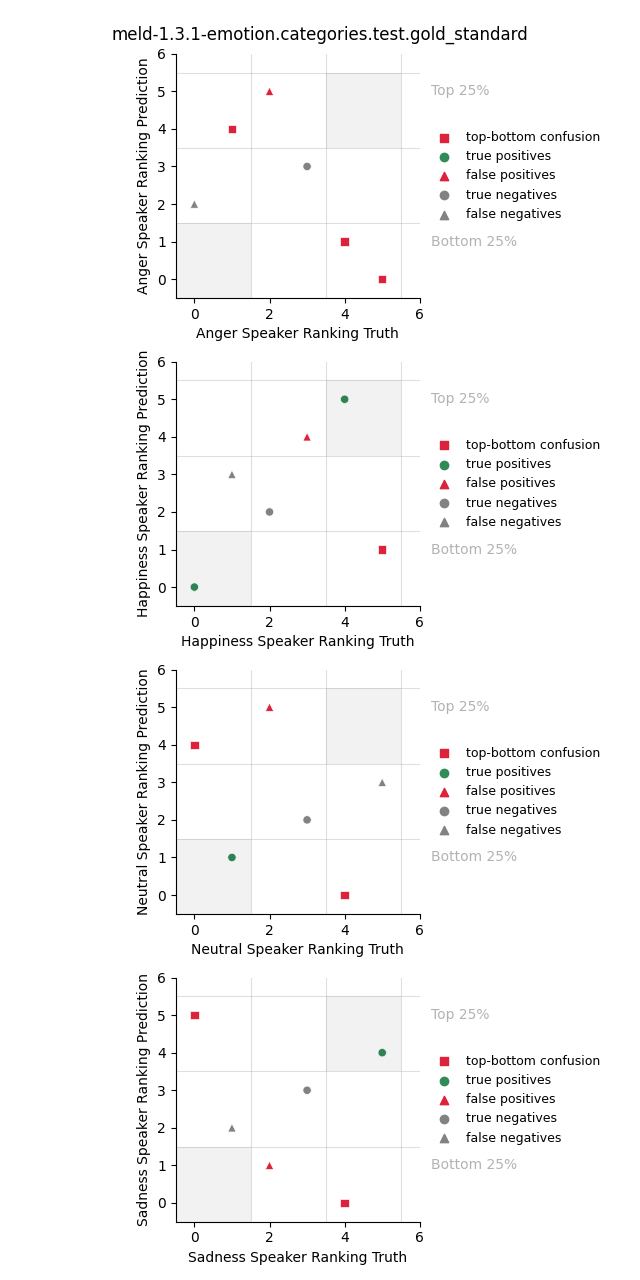 meld-1.3.1-emotion.categories.test.gold_standard
6
5
4
3
2
1
0
Anger Speaker Ranking Prediction
0
2
4
6
Anger Speaker Ranking Truth
Top 25%
top-bottom confusion
true positives
false positives
true negatives
false negatives
Bottom 25%
6
5
4
3
2
1
0
Happiness Speaker Ranking Prediction
0
2
4
6
Happiness Speaker Ranking Truth
Top 25%
top-bottom confusion
true positives
false positives
true negatives
false negatives
Bottom 25%
6
5
4
3
2
1
0
Neutral Speaker Ranking Prediction
0
2
4
6
Neutral Speaker Ranking Truth
Top 25%
top-bottom confusion
true positives
false positives
true negatives
false negatives
Bottom 25%
6
5
4
3
2
1
0
Sadness Speaker Ranking Prediction
0
2
4
6
Sadness Speaker Ranking Truth
Top 25%
top-bottom confusion
true positives
false positives
true negatives
false negatives
Bottom 25%